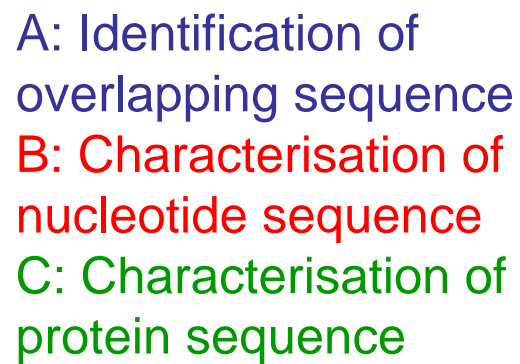 A: Identification of
overlapping sequence
B: Characterisation of
nucleotide sequence
C: Characterisation of
protein sequence